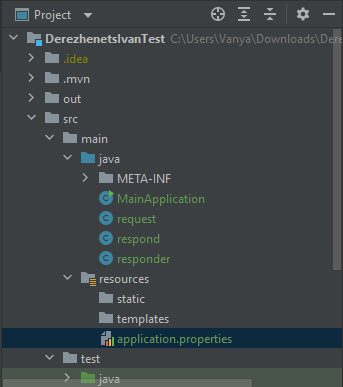 Project
DerezhenetsIvanTest C:\Users\Vanya\Downloads\Dere
.idea
.mvn
out
src
main
java
META-INF
MainApplication
request
respond
responder
resources
static
templates
application.properties
test
java